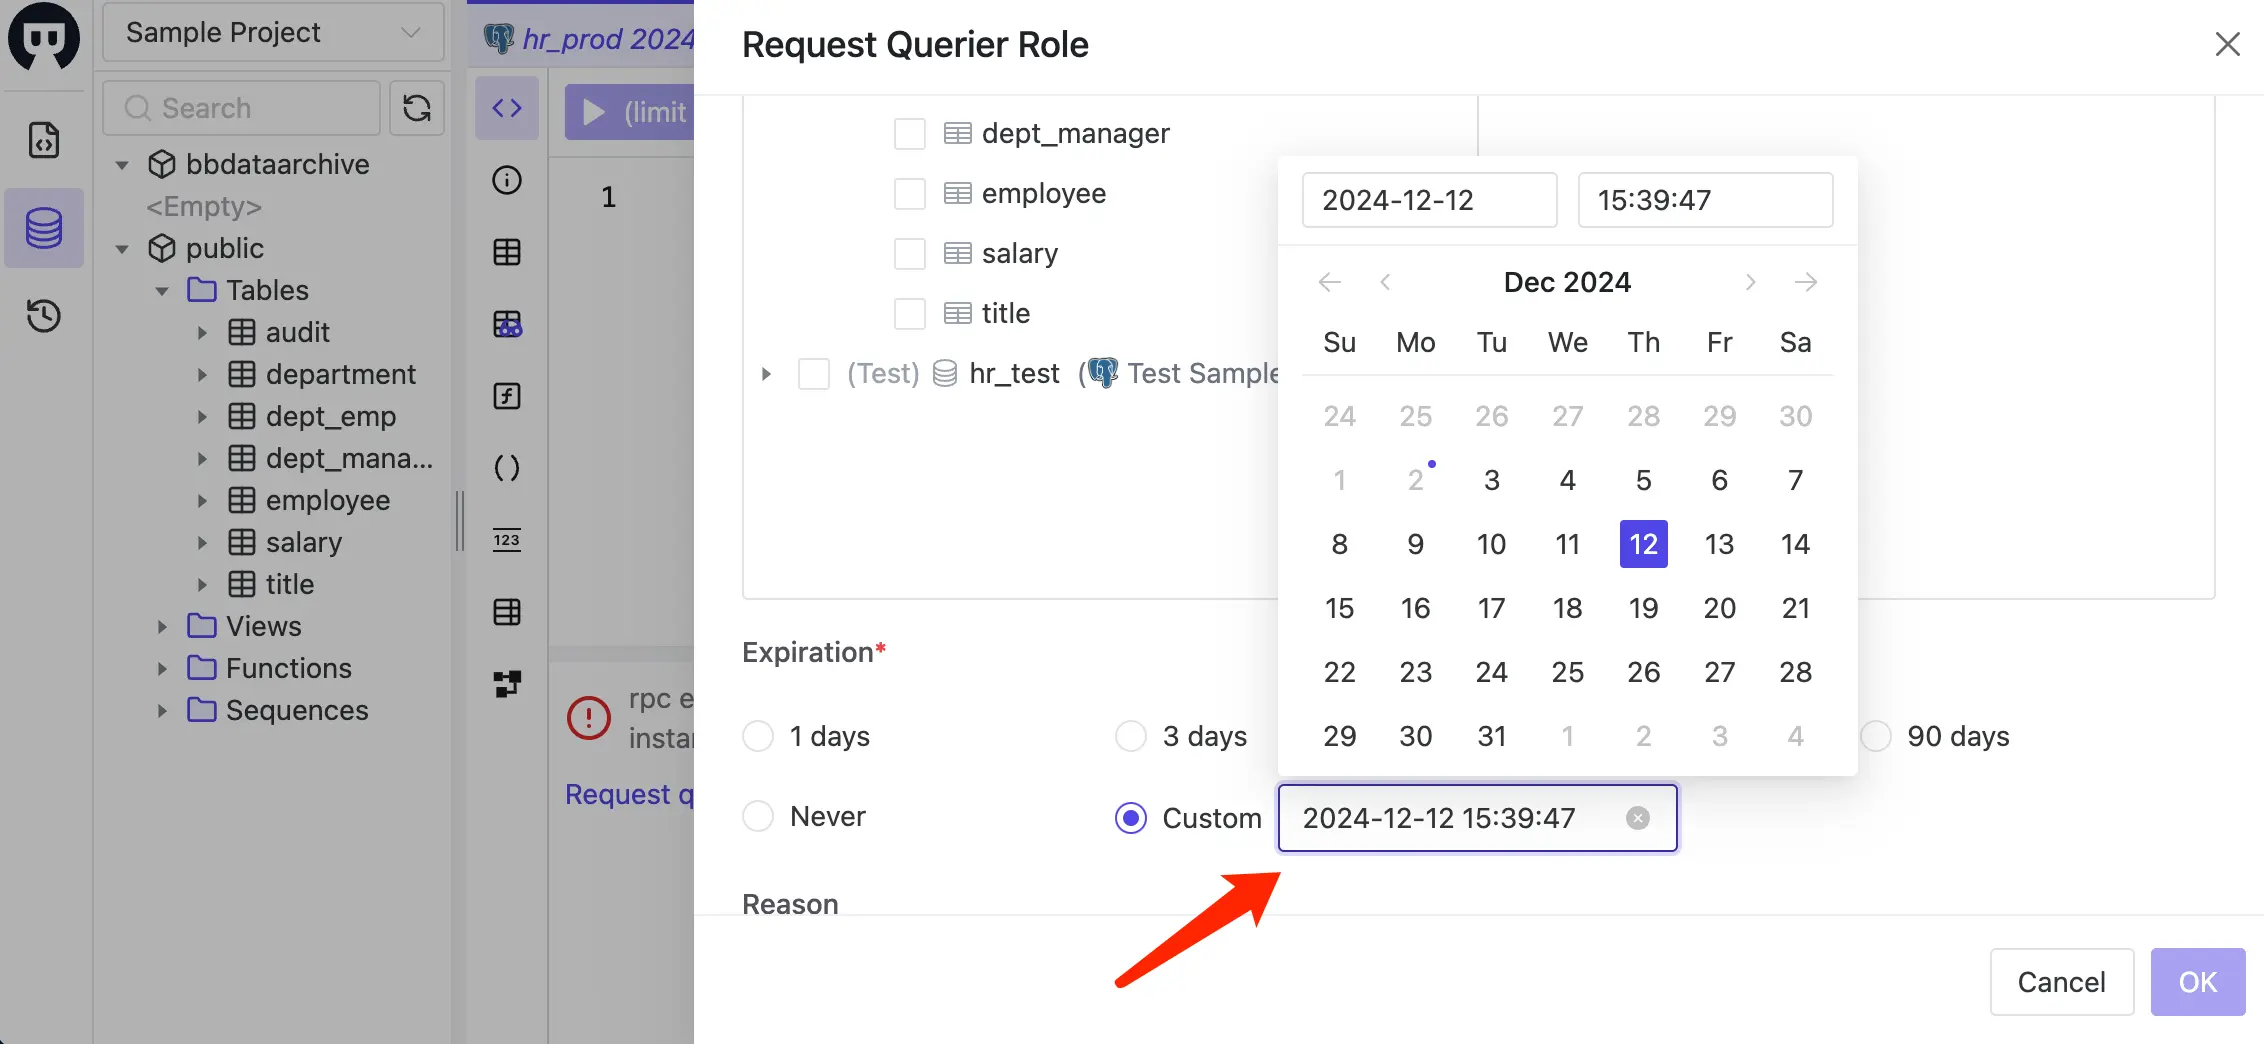 Sample Project
Search
bbdataarchive
<Empty>
public
Tables
audit
department
dept_emp
dept_mana...
employee
salary
title
Views
Functions
Sequences
hr_prod 2024
(limit
1
123
rpc e
instar
Request q
Request Querier Role
dept_manager
employee
salary
title
(Test) hr_test (Test Sample
2024-12-12 15:39:47
Dec 2024
Su Mo Tu We Th Fr Sa
24 25 26 27 28 29 30
1 2 3 4 5 6 7
8 9 10 11 12 13 14
15 16 17 18 19 20 21
22 23 24 25 26 27 28
29 30 31 1 2 3 4
Expiration*
1 days 3 days 90 days
Never Custom 2024-12-12 15:39:47
Reason
Cancel OK